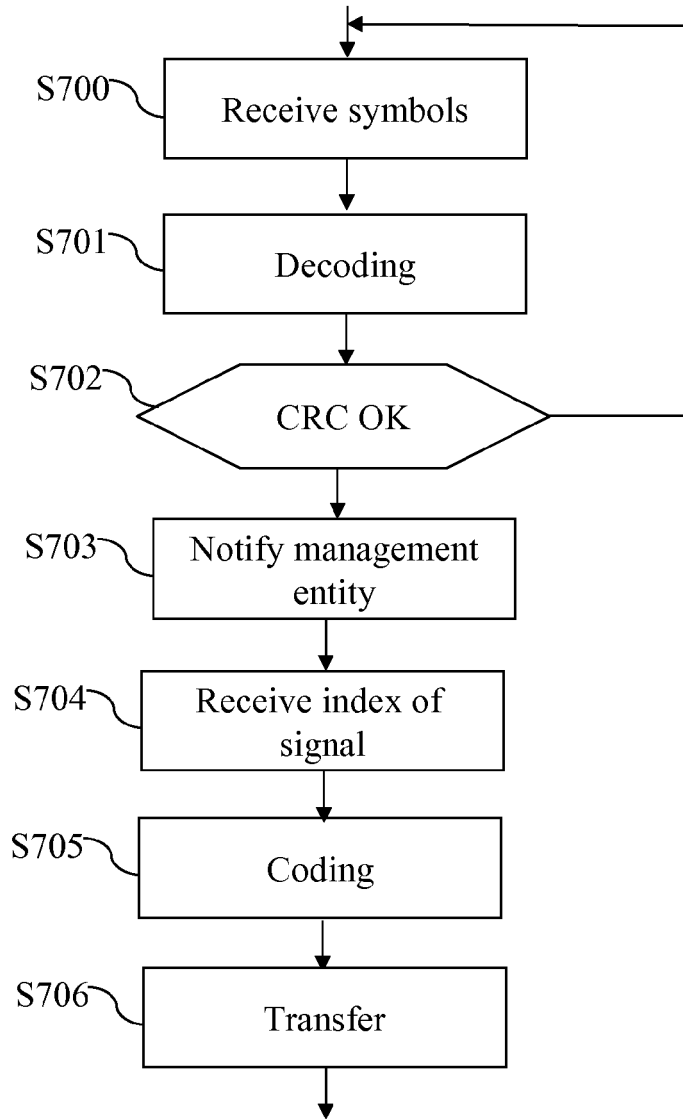 S700
Receive symbols
S701
Decoding
S702
CRC OK
S703
Notify management
entity
S704
Receive index of
signal
S705
Coding
S706
Transfer